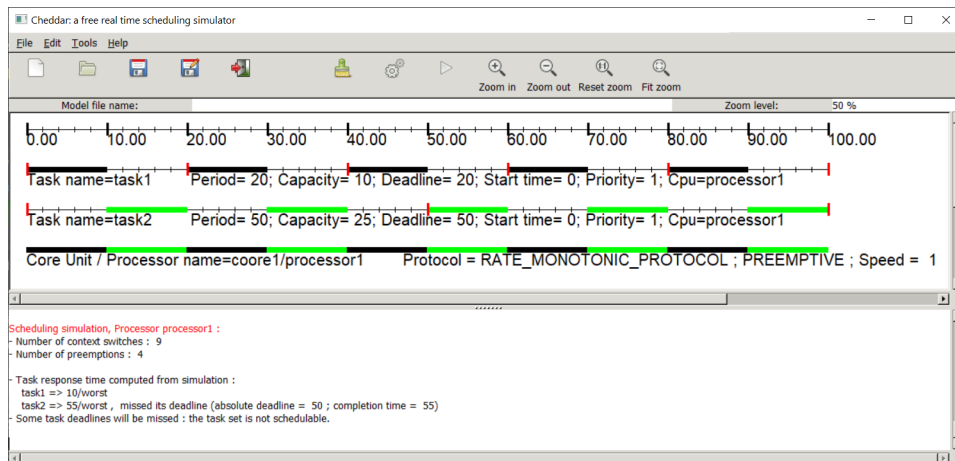 Cheddar: a free real time scheduling simulator
File Edit Tools Help
Zoom in Zoom out Reset zoom Fit zoom
Model file name: Zoom level: 50 %
0.00 10.00 20.00 30.00 40.00 50.00 60.00 70.00 80.00 90.00 100.00
Task name=task1 Period= 20; Capacity= 10; Deadline= 20; Start time= 0; Priority= 1; Cpu=processor1
Task name=task2 Period= 50; Capacity= 25; Deadline= 50; Start time= 0; Priority= 1; Cpu=processor1
Core Unit / Processor name=coore1/processor1 Protocol = RATE_MONOTONIC_PROTOCOL ; PREEMPTIVE ; Speed = 1
Scheduling simulation, Processor processor1 :
- Number of context switches : 9
- Number of preemptions : 4
- Task response time computed from simulation :
task1 => 10/worst
task2 => 55/worst , missed its deadline (absolute deadline = 50 ; completion time = 55)
- Some task deadlines will be missed : the task set is not schedulable.